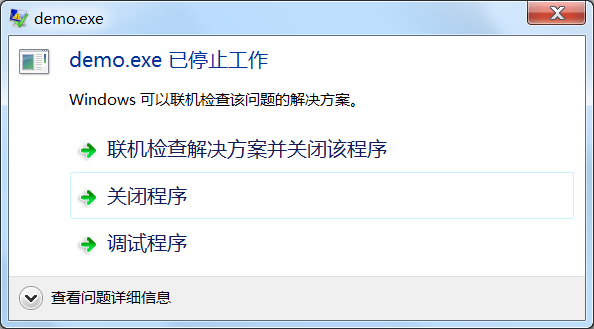 demo.exe
demo.exe 已停止工作
Windows 可以联机检查该问题的解决方案。
联机检查解决方案并关闭该程序
关闭程序
调试程序
查看问题详细信息